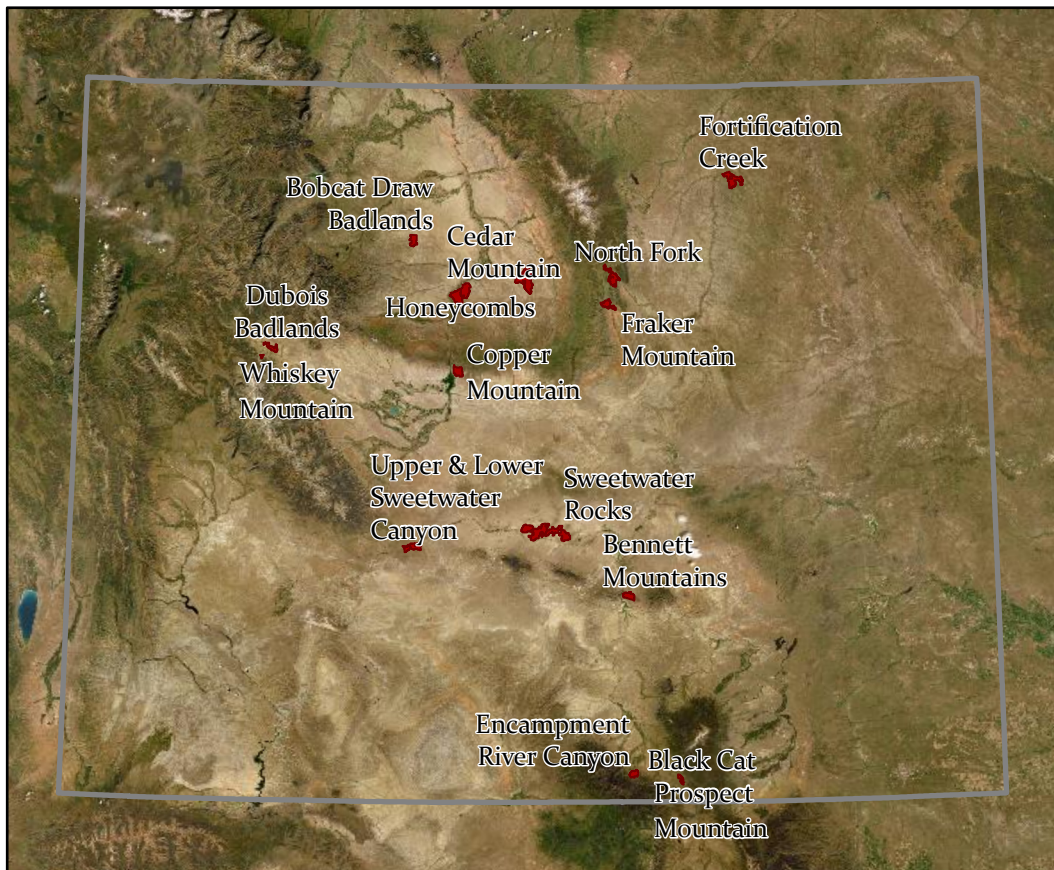 Fortification
Creek
Bobcat Draw
Badlands
Cedar
Mountain
North Fork
Honeycombs
Dubois
Badlands
Fraker
Mountain
Whiskey
Mountain
Copper
Mountain
Upper & Lower
Sweetwater
Canyon
Sweetwater
Rocks
Bennett
Mountains
Encampment
River Canyon
Black Cat
Prospect
Mountain